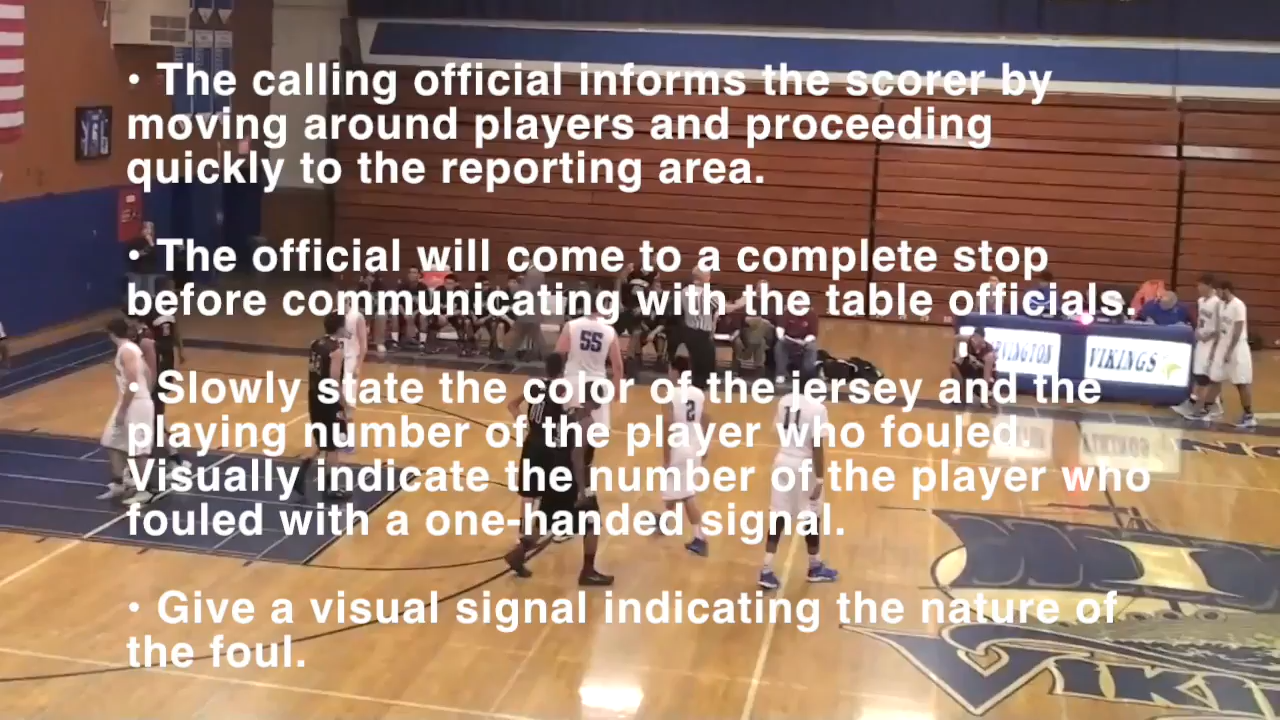 • The calling official informs the scorer by
moving around players and proceeding
quickly to the reporting area.
• The official will come to a complete stop
before communicating with the table officials.
• Slowly state the color of the jersey and the
playing number of the player who fouled.
Visually indicate the number of the player who
fouled with a one-handed signal.
• Give a visual signal indicating the nature of
the foul.
55
2
11
VIKINGS